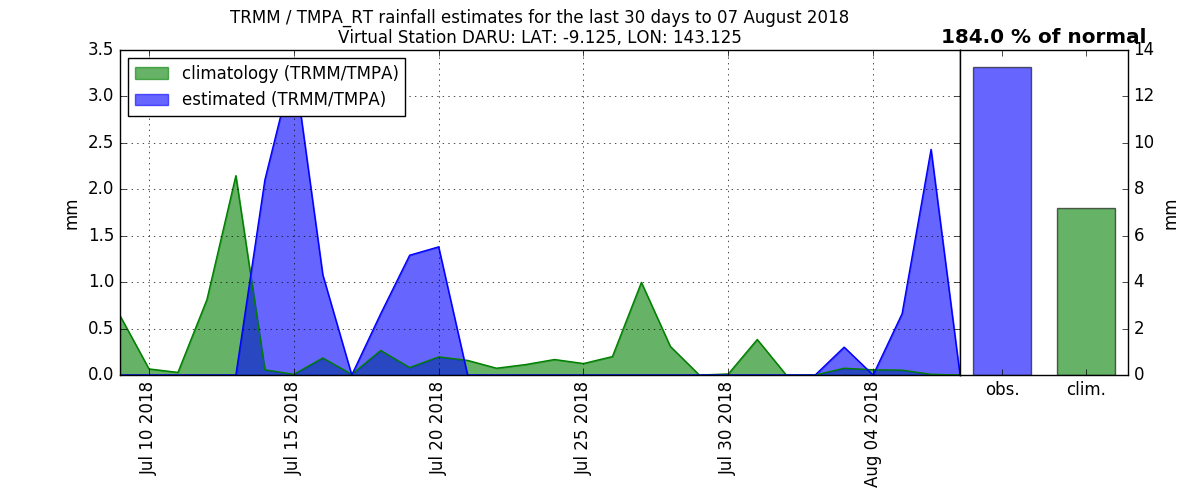 TRMM / TMPA_RT rainfall estimates for the last 30 days to 07 August 2018
Virtual Station DARU: LAT: -9.125, LON: 143.125
184.0 % of normal
climatology (TRMM/TMPA)
estimated (TRMM/TMPA)
3.5
3.0
2.5
2.0
1.5
1.0
0.5
0.0
mm
Jul 10 2018
Jul 15 2018
Jul 20 2018
Jul 25 2018
Jul 30 2018
Aug 04 2018
14
12
10
8
6
4
2
0
mm
obs.
clim.